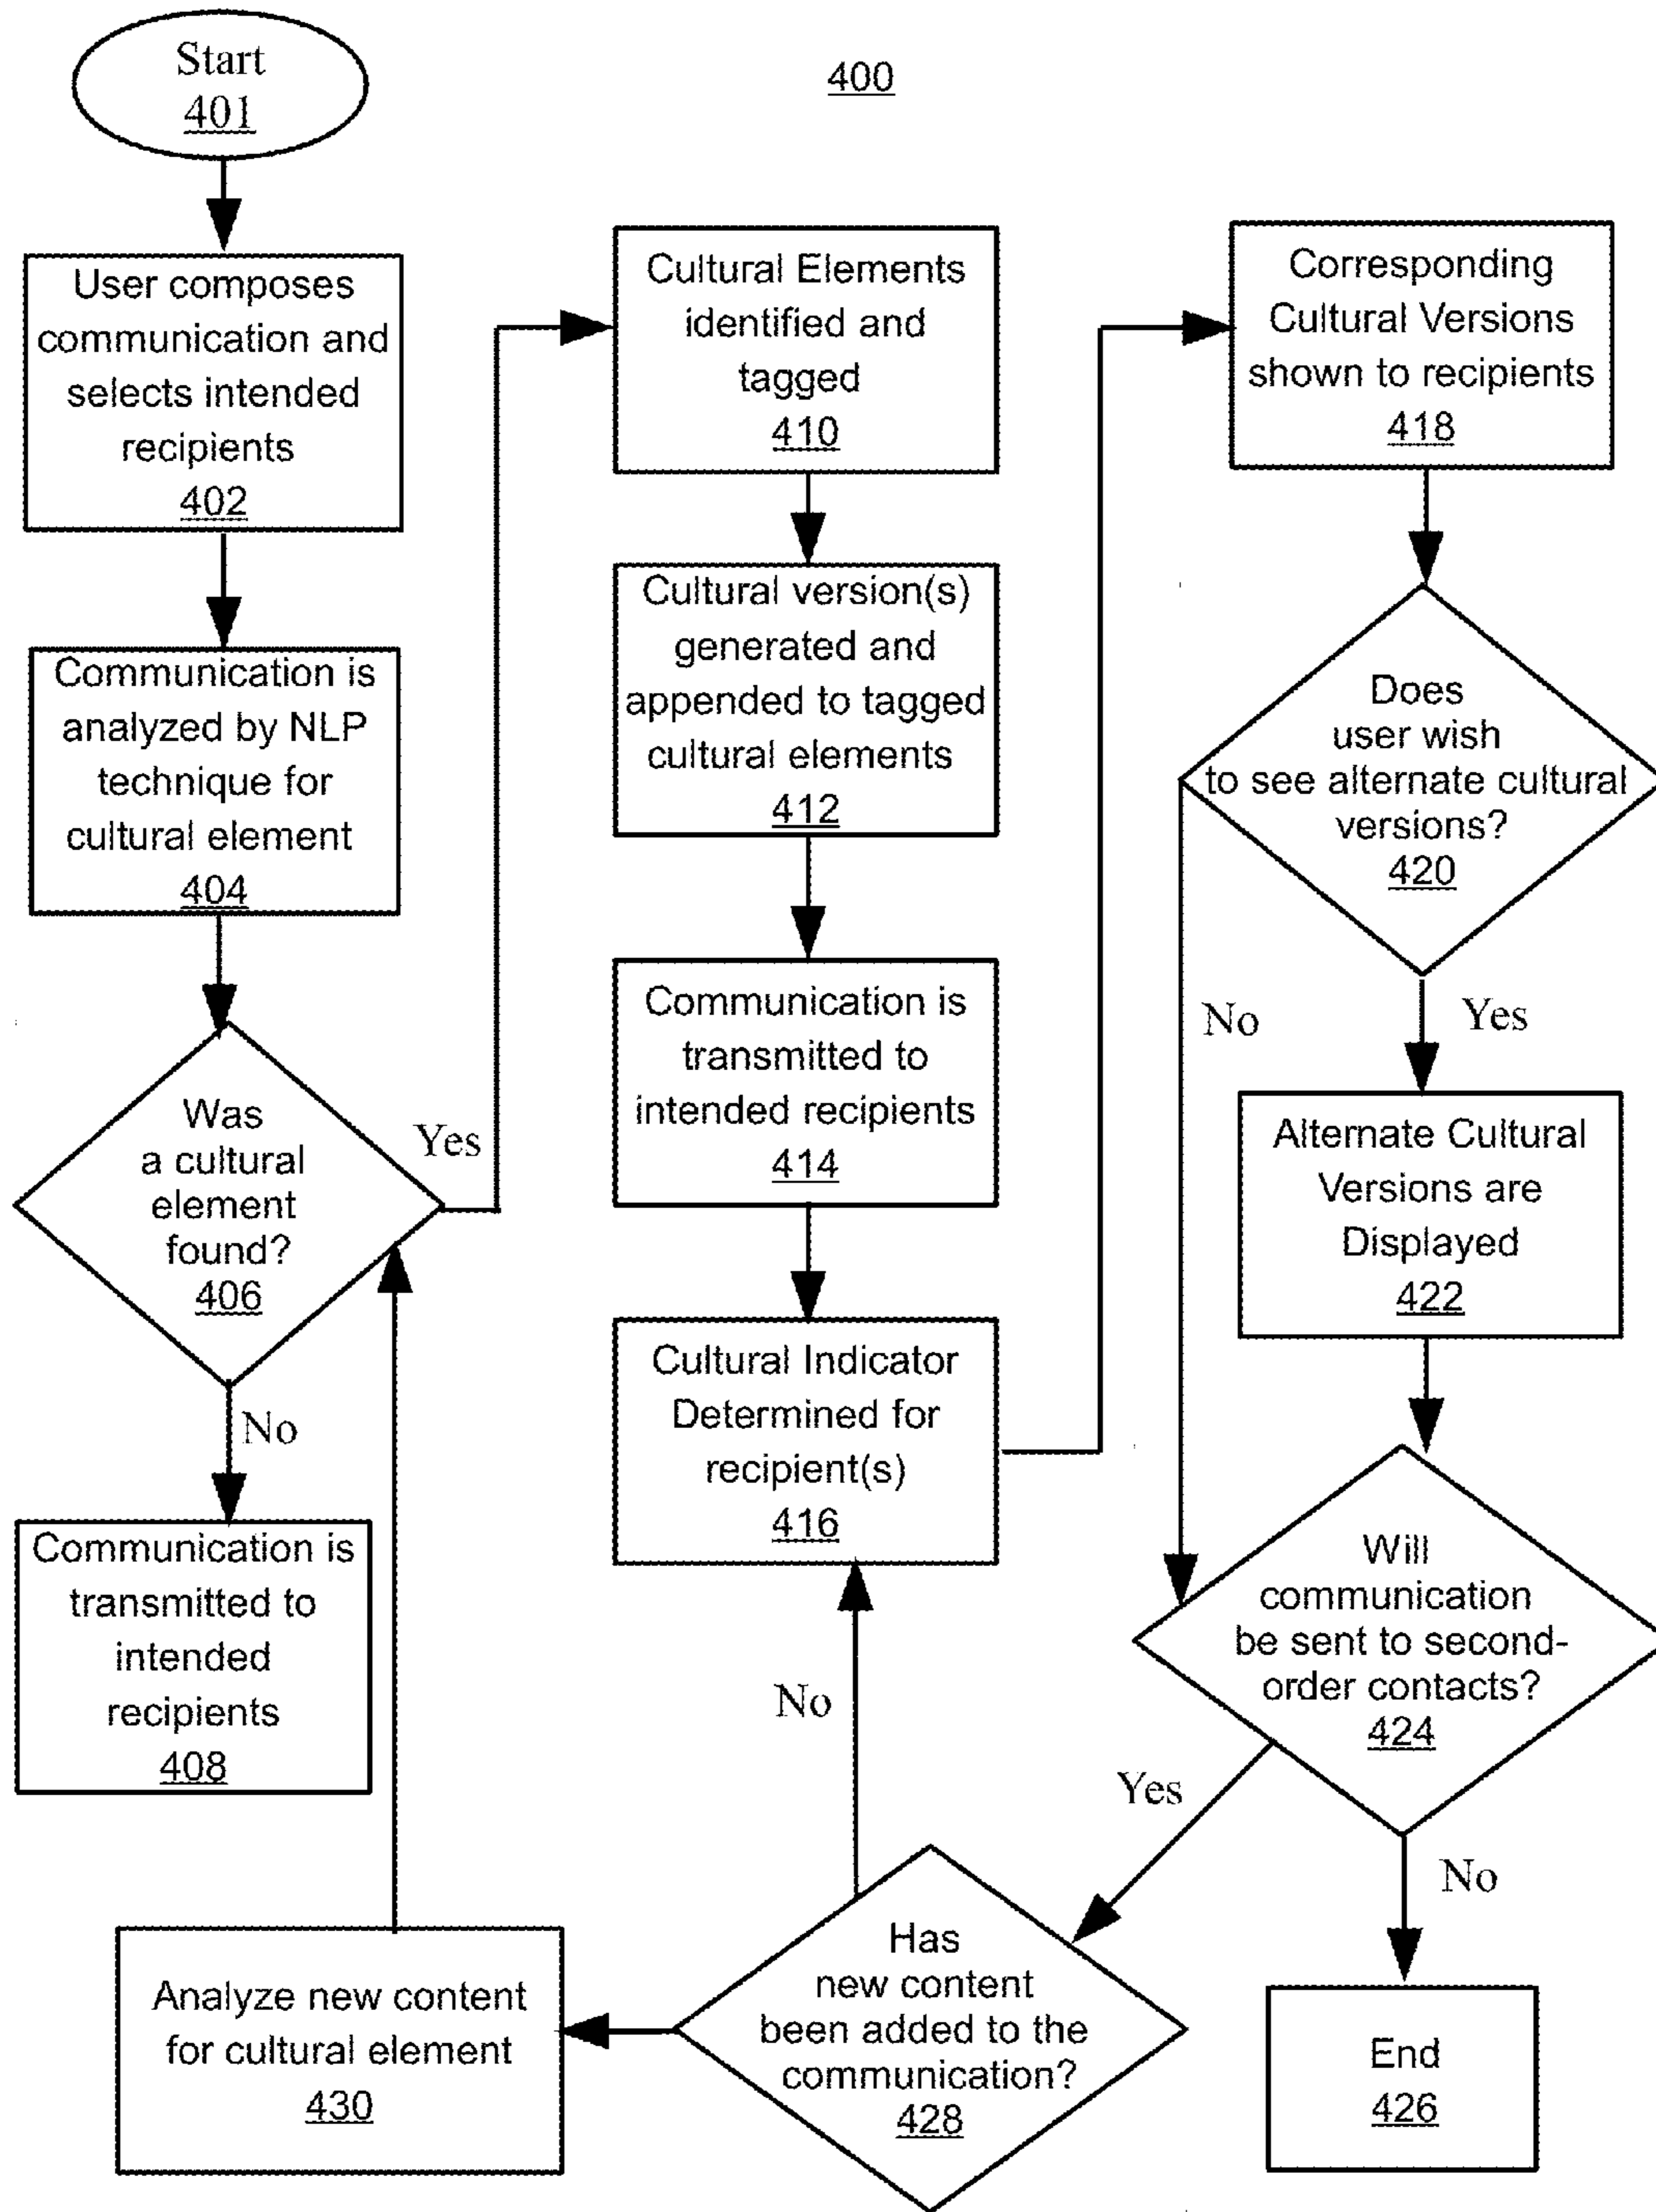 Start
401
400
User composes
communication and
selects intended
recipients
402
Communication is
analyzed by NLP
technique for
cultural element
404
Was
a cultural
element
found?
406
Yes
No
Communication is
transmitted to
intended
recipients
408
Cultural Elements
identified and
tagged
410
Cultural version(s)
generated and
appended to tagged
cultural elements
412
Communication is
transmitted to
intended recipients
414
Cultural Indicator
Determined for
recipient(s)
416
Corresponding
Cultural Versions
shown to recipients
418
Does
user wish
to see alternate cultural
versions?
420
No
Yes
Alternate Cultural
Versions are
Displayed
422
Will
communication
be sent to second-
order contacts?
424
Yes
No
End
426
Has
new content
been added to the
communication?
428
No
Analyze new content
for cultural element
430